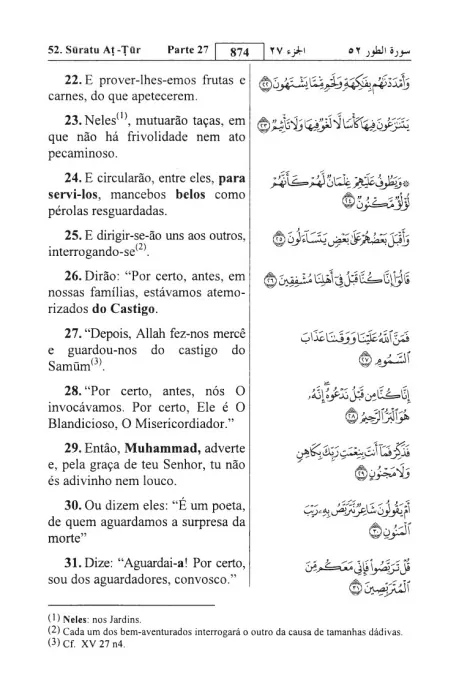 52. Sūratu Aṭ-Ṭūr Parte 27 874 الجزء ٢٧ سورة الطور ٥٢
22. E prover-lhes-emos frutas e
carnes, do que apetecerem.
وَأَمْدَدْنَٰهُم بِفَٰكِهَةٍ وَلَحْمٍ مِّمَّا يَشْتَهُونَ ﴿٢٢﴾
23. Neles(1), mutuarão taças, em
que não há frivolidade nem ato
pecaminoso.
يَتَنَٰزَعُونَ فِيهَا كَأْسًا لَّا لَغْوٌ فِيهَا وَلَا تَأْثِيمٌ ﴿٢٣﴾
24. E circularão, entre eles, para
servi-los, mancebos belos como
pérolas resguardadas.
۞ وَيَطُوفُ عَلَيْهِمْ غِلْمَانٌ لَّهُمْ كَأَنَّهُمْ
لُؤْلُؤٌ مَّكْنُونٌ ﴿٢٤﴾
25. E dirigir-se-ão uns aos outros,
interrogando-se(2).
وَأَقْبَلَ بَعْضُهُمْ عَلَىٰ بَعْضٍ يَتَسَآءَلُونَ ﴿٢٥﴾
26. Dirão: “Por certo, antes, em
nossas famílias, estávamos atemo-
rizados do Castigo.
قَالُوٓا۟ إِنَّا كُنَّا قَبْلُ فِىٓ أَهْلِنَا مُشْفِقِينَ ﴿٢٦﴾
27. “Depois, Allah fez-nos mercê
e guardou-nos do castigo do
Samūm(3).
فَمَنَّ ٱللَّهُ عَلَيْنَا وَوَقَىٰنَا عَذَابَ
ٱلسَّمُومِ ﴿٢٧﴾
28. “Por certo, antes, nós O
invocávamos. Por certo, Ele é O
Blandicioso, O Misericordiador.”
إِنَّا كُنَّا مِن قَبْلُ نَدْعُوهُ إِنَّهُۥ
هُوَ ٱلْبَرُّ ٱلرَّحِيمُ ﴿٢٨﴾
29. Então, Muhammad, adverte
e, pela graça de teu Senhor, tu não
és adivinho nem louco.
فَذَكِّرْ فَمَآ أَنتَ بِنِعْمَتِ رَبِّكَ بِكَاهِنٍ
وَلَا مَجْنُونٍ ﴿٢٩﴾
30. Ou dizem eles: “É um poeta,
de quem aguardamos a surpresa da
morte”
أَمْ يَقُولُونَ شَاعِرٌ نَّتَرَبَّصُ بِهِۦ رَيْبَ
ٱلْمَنُونِ ﴿٣٠﴾
31. Dize: “Aguardai-a! Por certo,
sou dos aguardadores, convosco.”
قُلْ تَرَبَّصُوا۟ فَإِنِّى مَعَكُم مِّنَ
ٱلْمُتَرَبِّصِينَ ﴿٣١﴾
(1) Neles: nos Jardins.
(2) Cada um dos bem-aventurados interrogará o outro da causa de tamanhas dádivas.
(3) Cf. XV 27 n4.